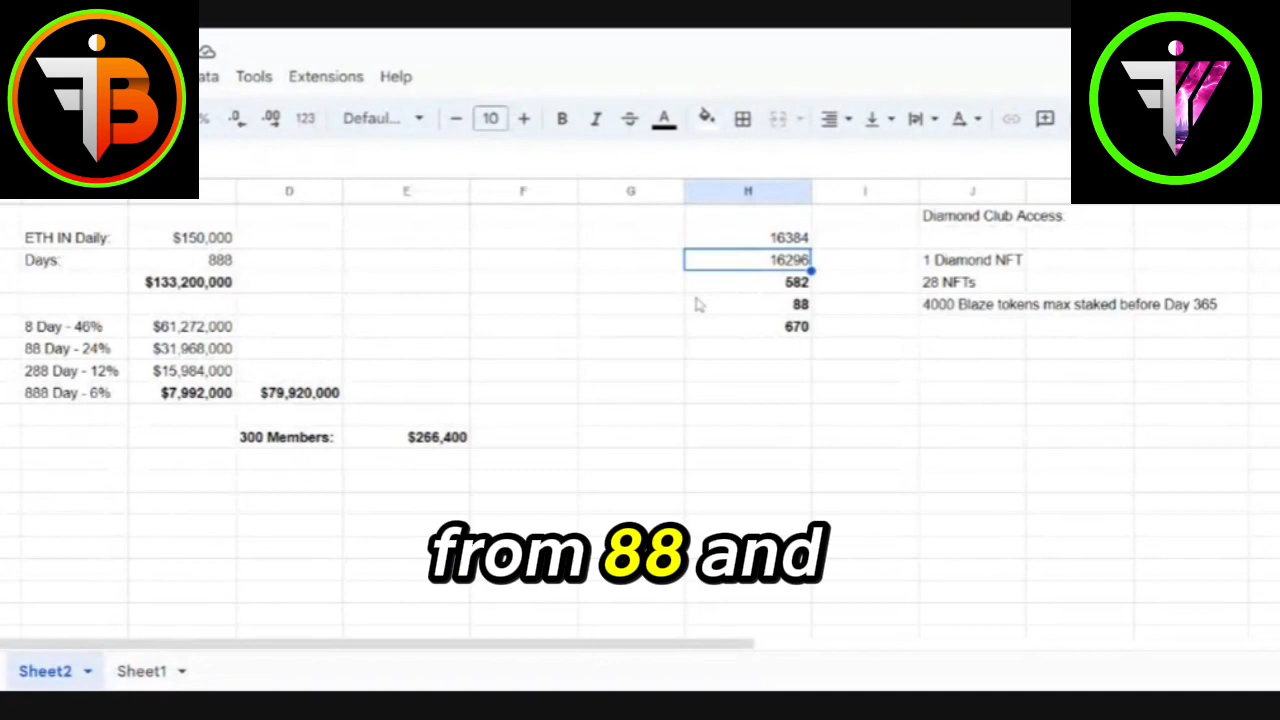 ata Tools Extensions Help
% .0 .00 123 Defaul... 10 B I A
D E F G H I J
Diamond Club Access:
ETH IN Daily: $150,000 16384
Days: 888 16296 1 Diamond NFT
$133,200,000 582 28 NFTs
88 4000 Blaze tokens max staked before Day 365
8 Day - 46% $61,272,000 670
88 Day - 24% $31,968,000
288 Day - 12% $15,984,000
888 Day - 6% $7,992,000 $79,920,000
300 Members: $266,400
from 88 and
Sheet2 Sheet1